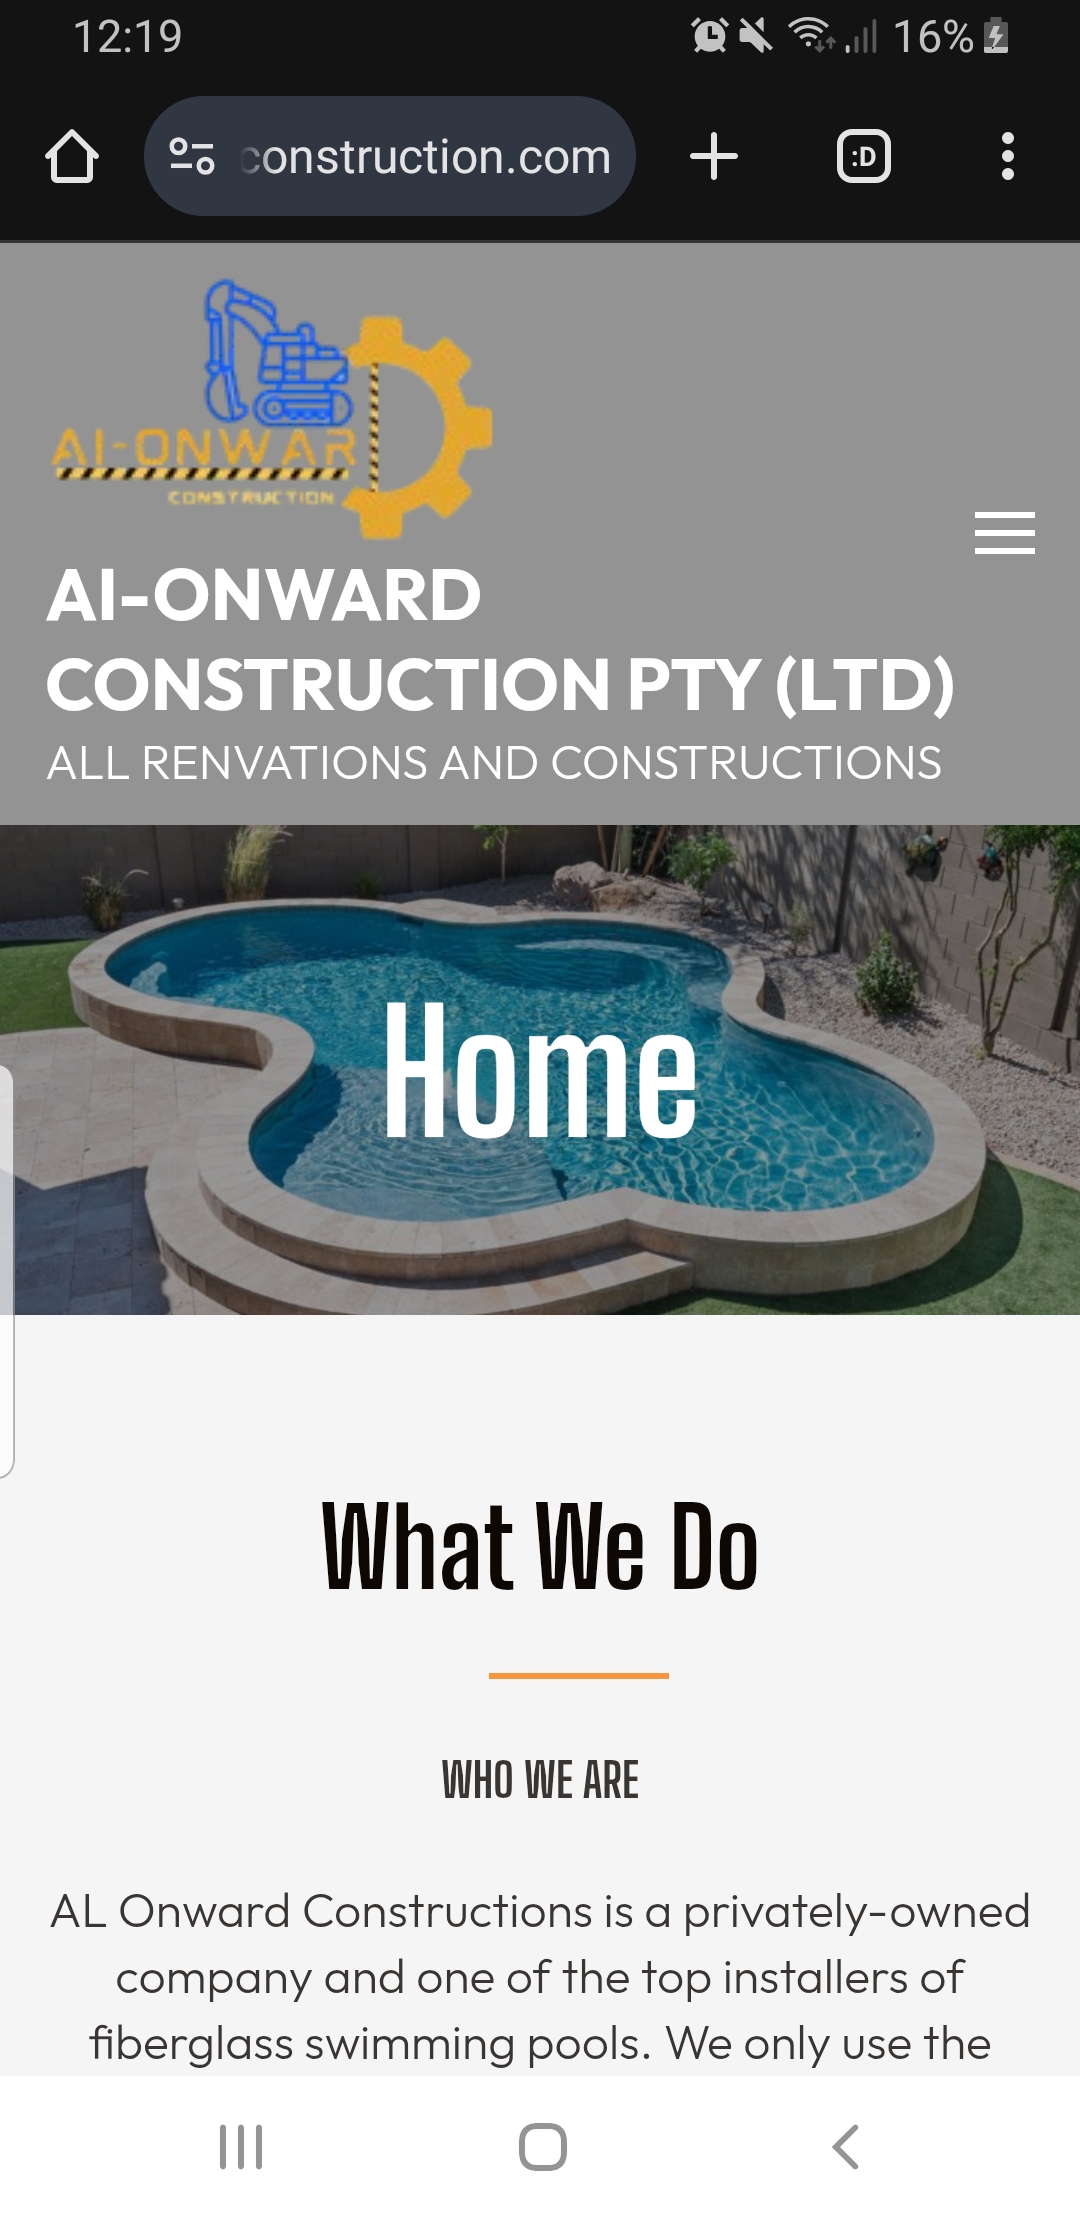 12:19
16%
construction.com
:D
AI-ONWAR
CONSTRUCTION
AI-ONWARD
CONSTRUCTION PTY (LTD)
ALL RENVATIONS AND CONSTRUCTIONS
Home
What We Do
WHO WE ARE
AL Onward Constructions is a privately-owned
company and one of the top installers of
fiberglass swimming pools. We only use the